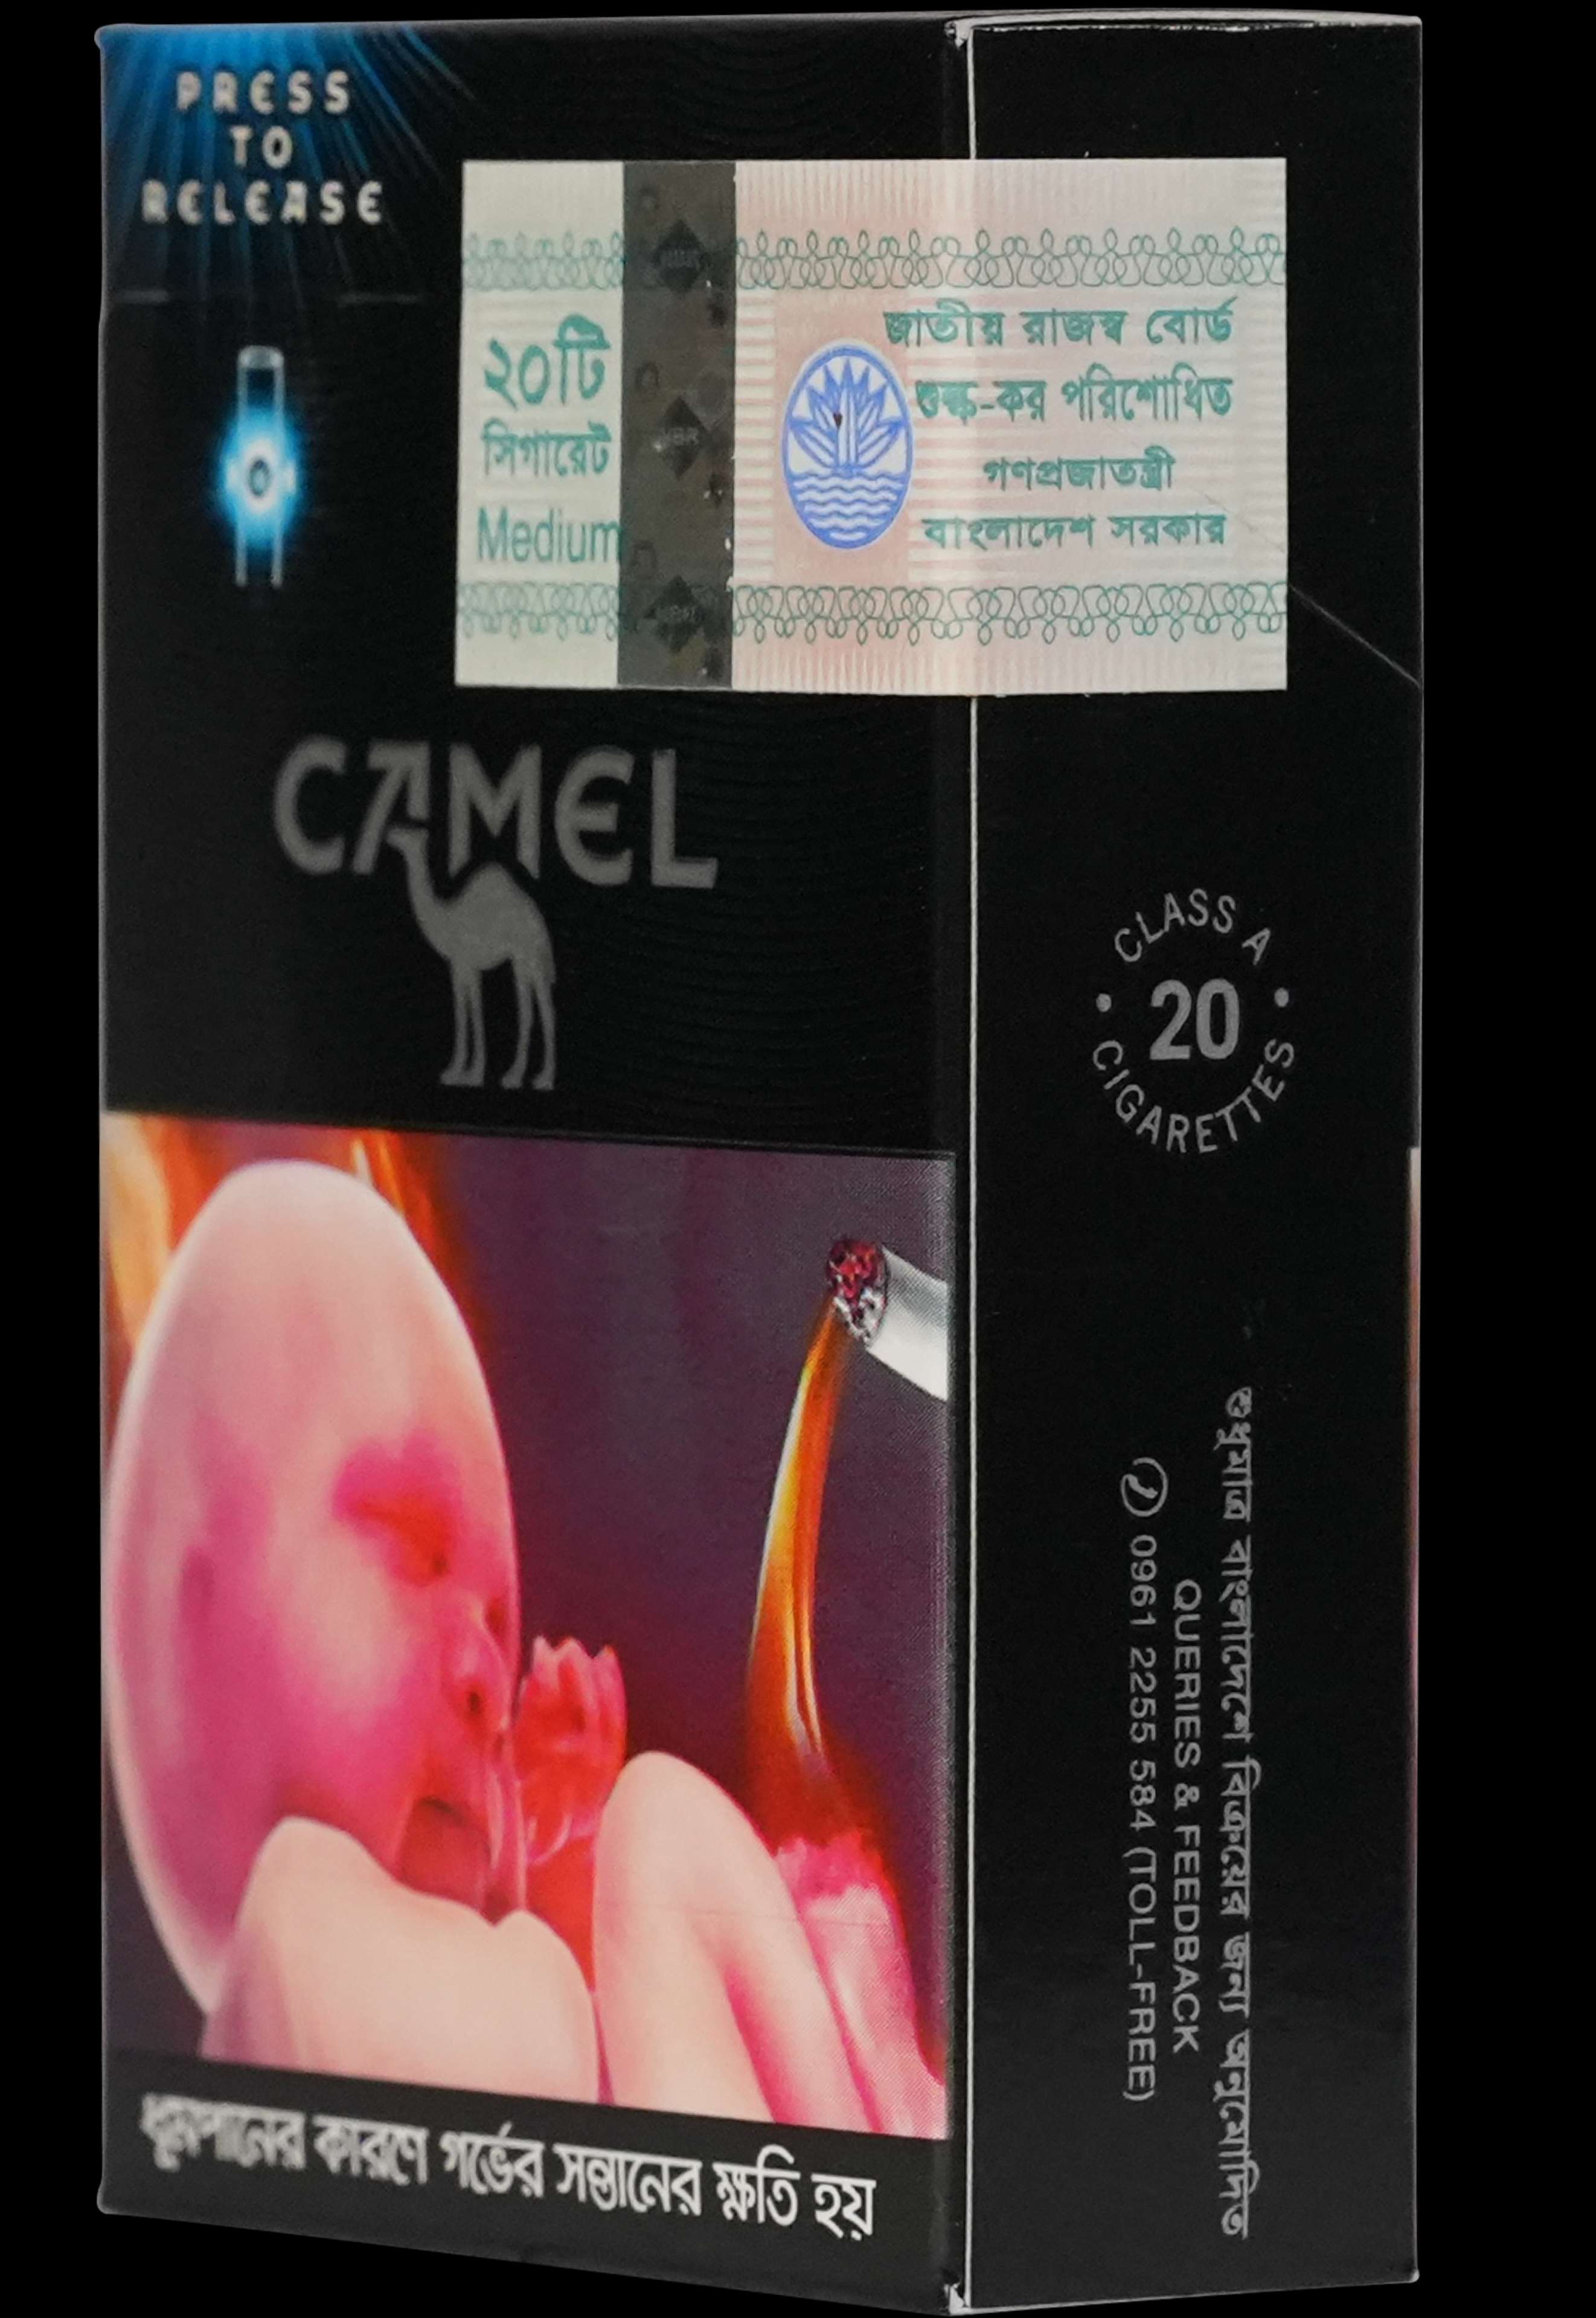 PRESS
TO
RELEASE
২০টি
সিগারেট
Medium
জাতীয় রাজস্ব বোর্ড
শুল্ক-কর পরিশোধিত
গণপ্রজাতন্ত্রী
বাংলাদেশ সরকার
CAMEL
CLASS A
20
CIGARETTES
শুধুমাত্র বাংলাদেশে বিক্রয়ের জন্য অনুমোদিত
QUERIES & FEEDBACK
0961 2255 584 (TOLL-FREE)
ধূমপানের কারণে গর্ভের সন্তানের ক্ষতি হয়